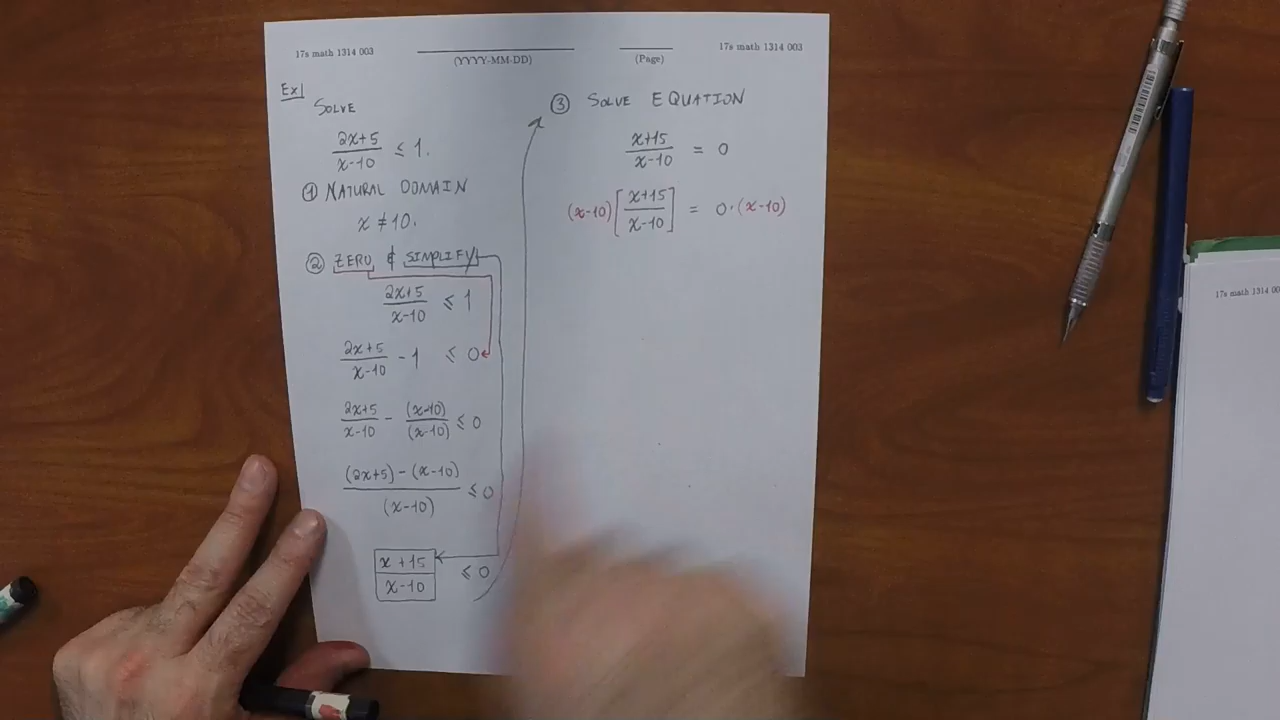 17s math 1314 003
(YYYY-MM-DD)
(Page)
17s math 1314 003
Ex1
SOLVE
(2x+5)/(x-10) ≤ 1.
① NATURAL DOMAIN
x ≠ 10.
② ZERO & SIMPLIFY
(2x+5)/(x-10) ≤ 1
(2x+5)/(x-10) - 1 ≤ 0
(2x+5)/(x-10) - (x-10)/(x-10) ≤ 0
((2x+5) - (x-10))/(x-10) ≤ 0
(x+15)/(x-10) ≤ 0
③ SOLVE EQUATION
(x+15)/(x-10) = 0
(x-10)[(x+15)/(x-10)] = 0·(x-10)
17s math 1314 00